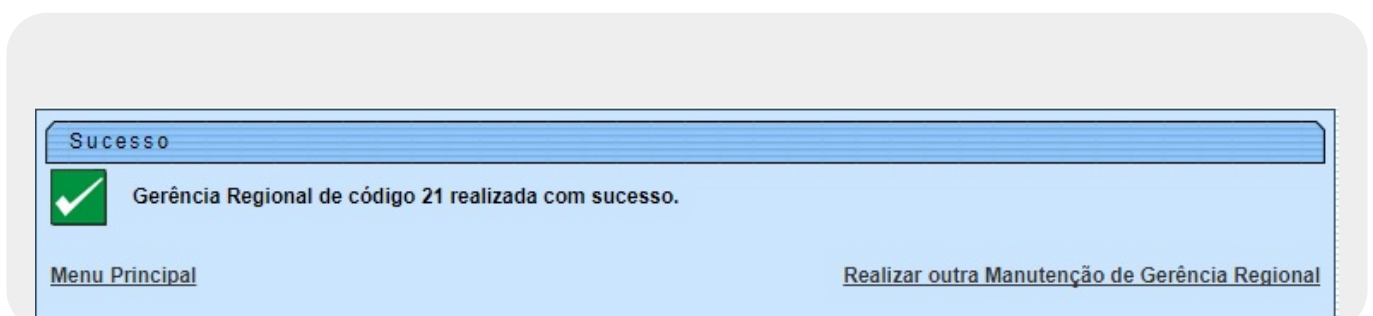 Sucesso
Gerência Regional de código 21 realizada com sucesso.
Menu Principal
Realizar outra Manutenção de Gerência Regional